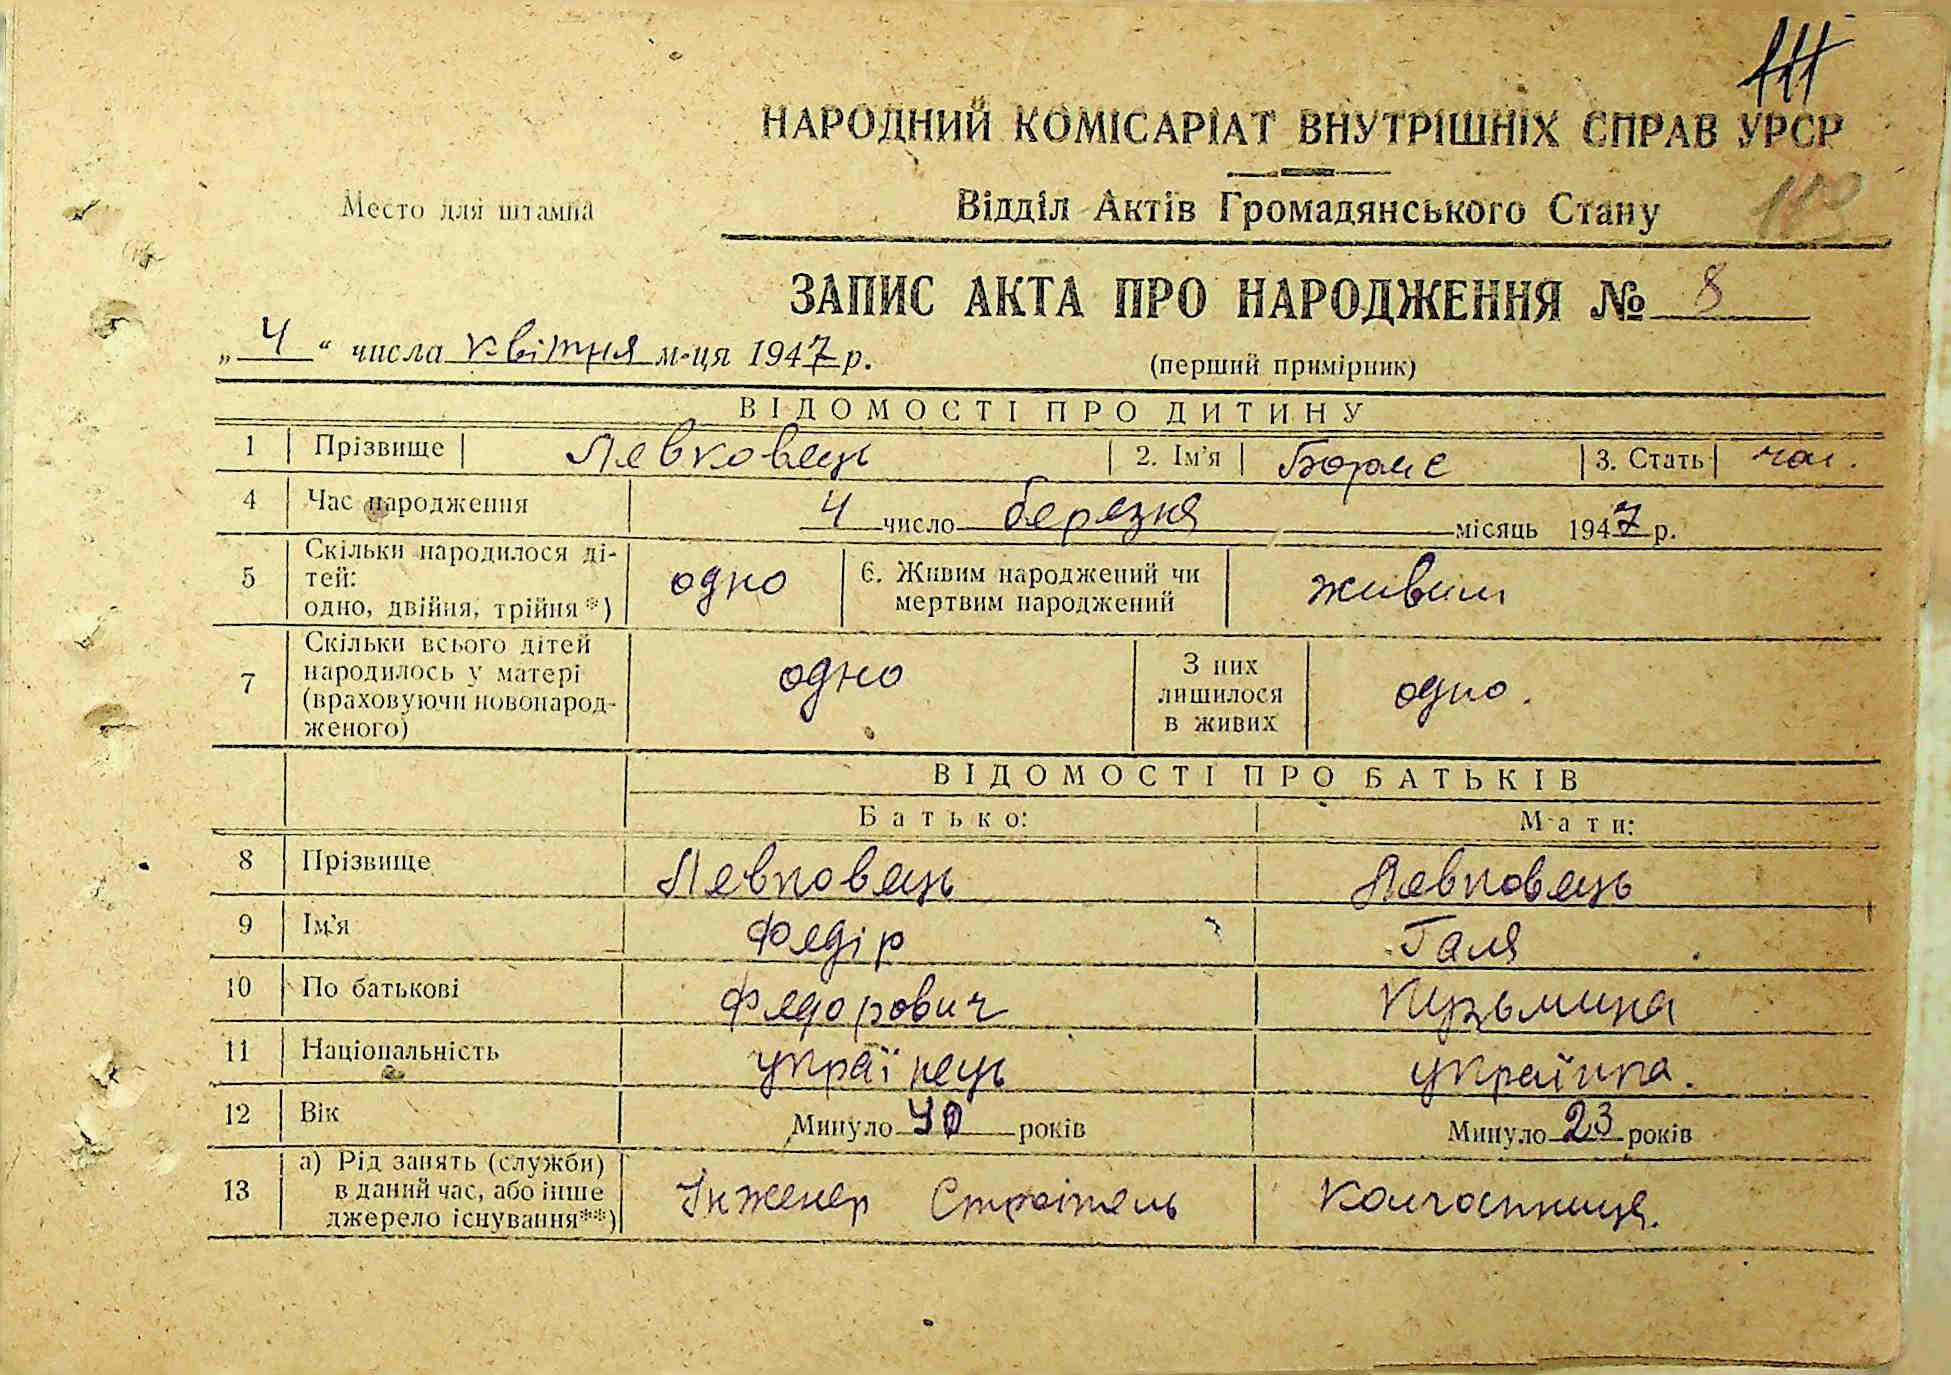 НАРОДНИЙ КОМІСАРІАТ ВНУТРІШНІХ СПРАВ УРСР
Место для штампа
Відділ Актів Громадянського Стану
ЗАПИС АКТА ПРО НАРОДЖЕННЯ № 8
„4“ числа квітня м-ця 1947 р.
(перший примірник)
ВІДОМОСТІ ПРО ДИТИНУ
1 Прізвище Левковець 2. Ім'я 3. Стать чол.
4 Час народження 4 число березня місяць 1947 р.
5 Скільки народилося ді-
тей:
одно, двійня, трійня*) одно 6. Живим народжений чи
мертвим народжений живим
7 Скільки всього дітей
народилось у матері
(враховуючи новонарод-
женого) одно З них
лишилося
в живих одно.
ВІДОМОСТІ ПРО БАТЬКІВ
Батько: Мати:
8 Прізвище Левковець Левковець
9 Ім'я Федір Галя
10 По батькові Федорович Кузьмина
11 Національність українець українка.
12 Вік Минуло 40 років Минуло 23 років
13 а) Рід занять (служби)
в даний час, або інше
джерело існування**) Інженер Строітель Колгоспниця.